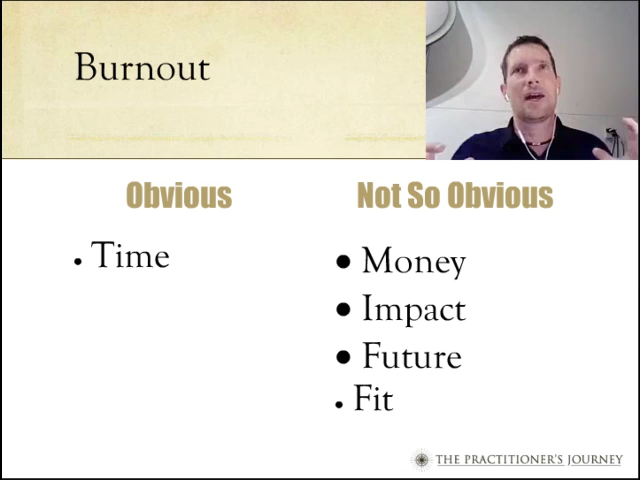 Burnout
Obvious
• Time
Not So Obvious
• Money
• Impact
• Future
• Fit
THE PRACTITIONER'S JOURNEY